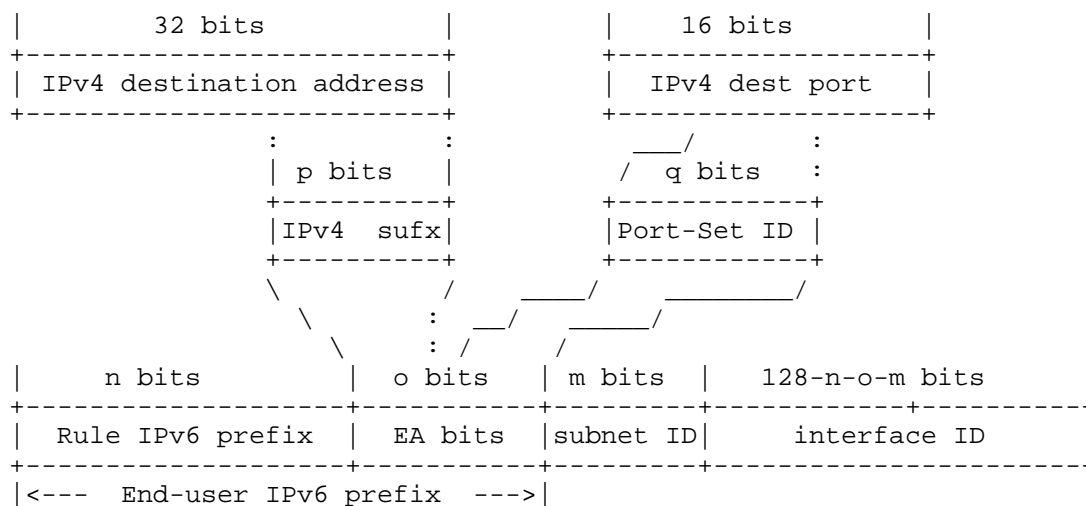 |         32 bits           |         |    16 bits        |
+---------------------------+         +-------------------+
| IPv4 destination address |         |  IPv4 dest port   |
+---------------------------+         +-------------------+
                :          :           ___/       :
                | p bits   |          /  q bits   :
                +----------+         +------------+
                |IPv4  sufx|         |Port-Set ID |
                +----------+         +------------+
                \          /    ____/    ________/
                  \       :  __/   _____/
                    \     : /     /
|     n bits         |  o bits   | m bits  |   128-n-o-m bits
+--------------------+-----------+---------+------------+-----------
|  Rule IPv6 prefix  |  EA bits  |subnet ID|     interface ID
+--------------------+-----------+---------+-----------------------
|<---  End-user IPv6 prefix  --->|